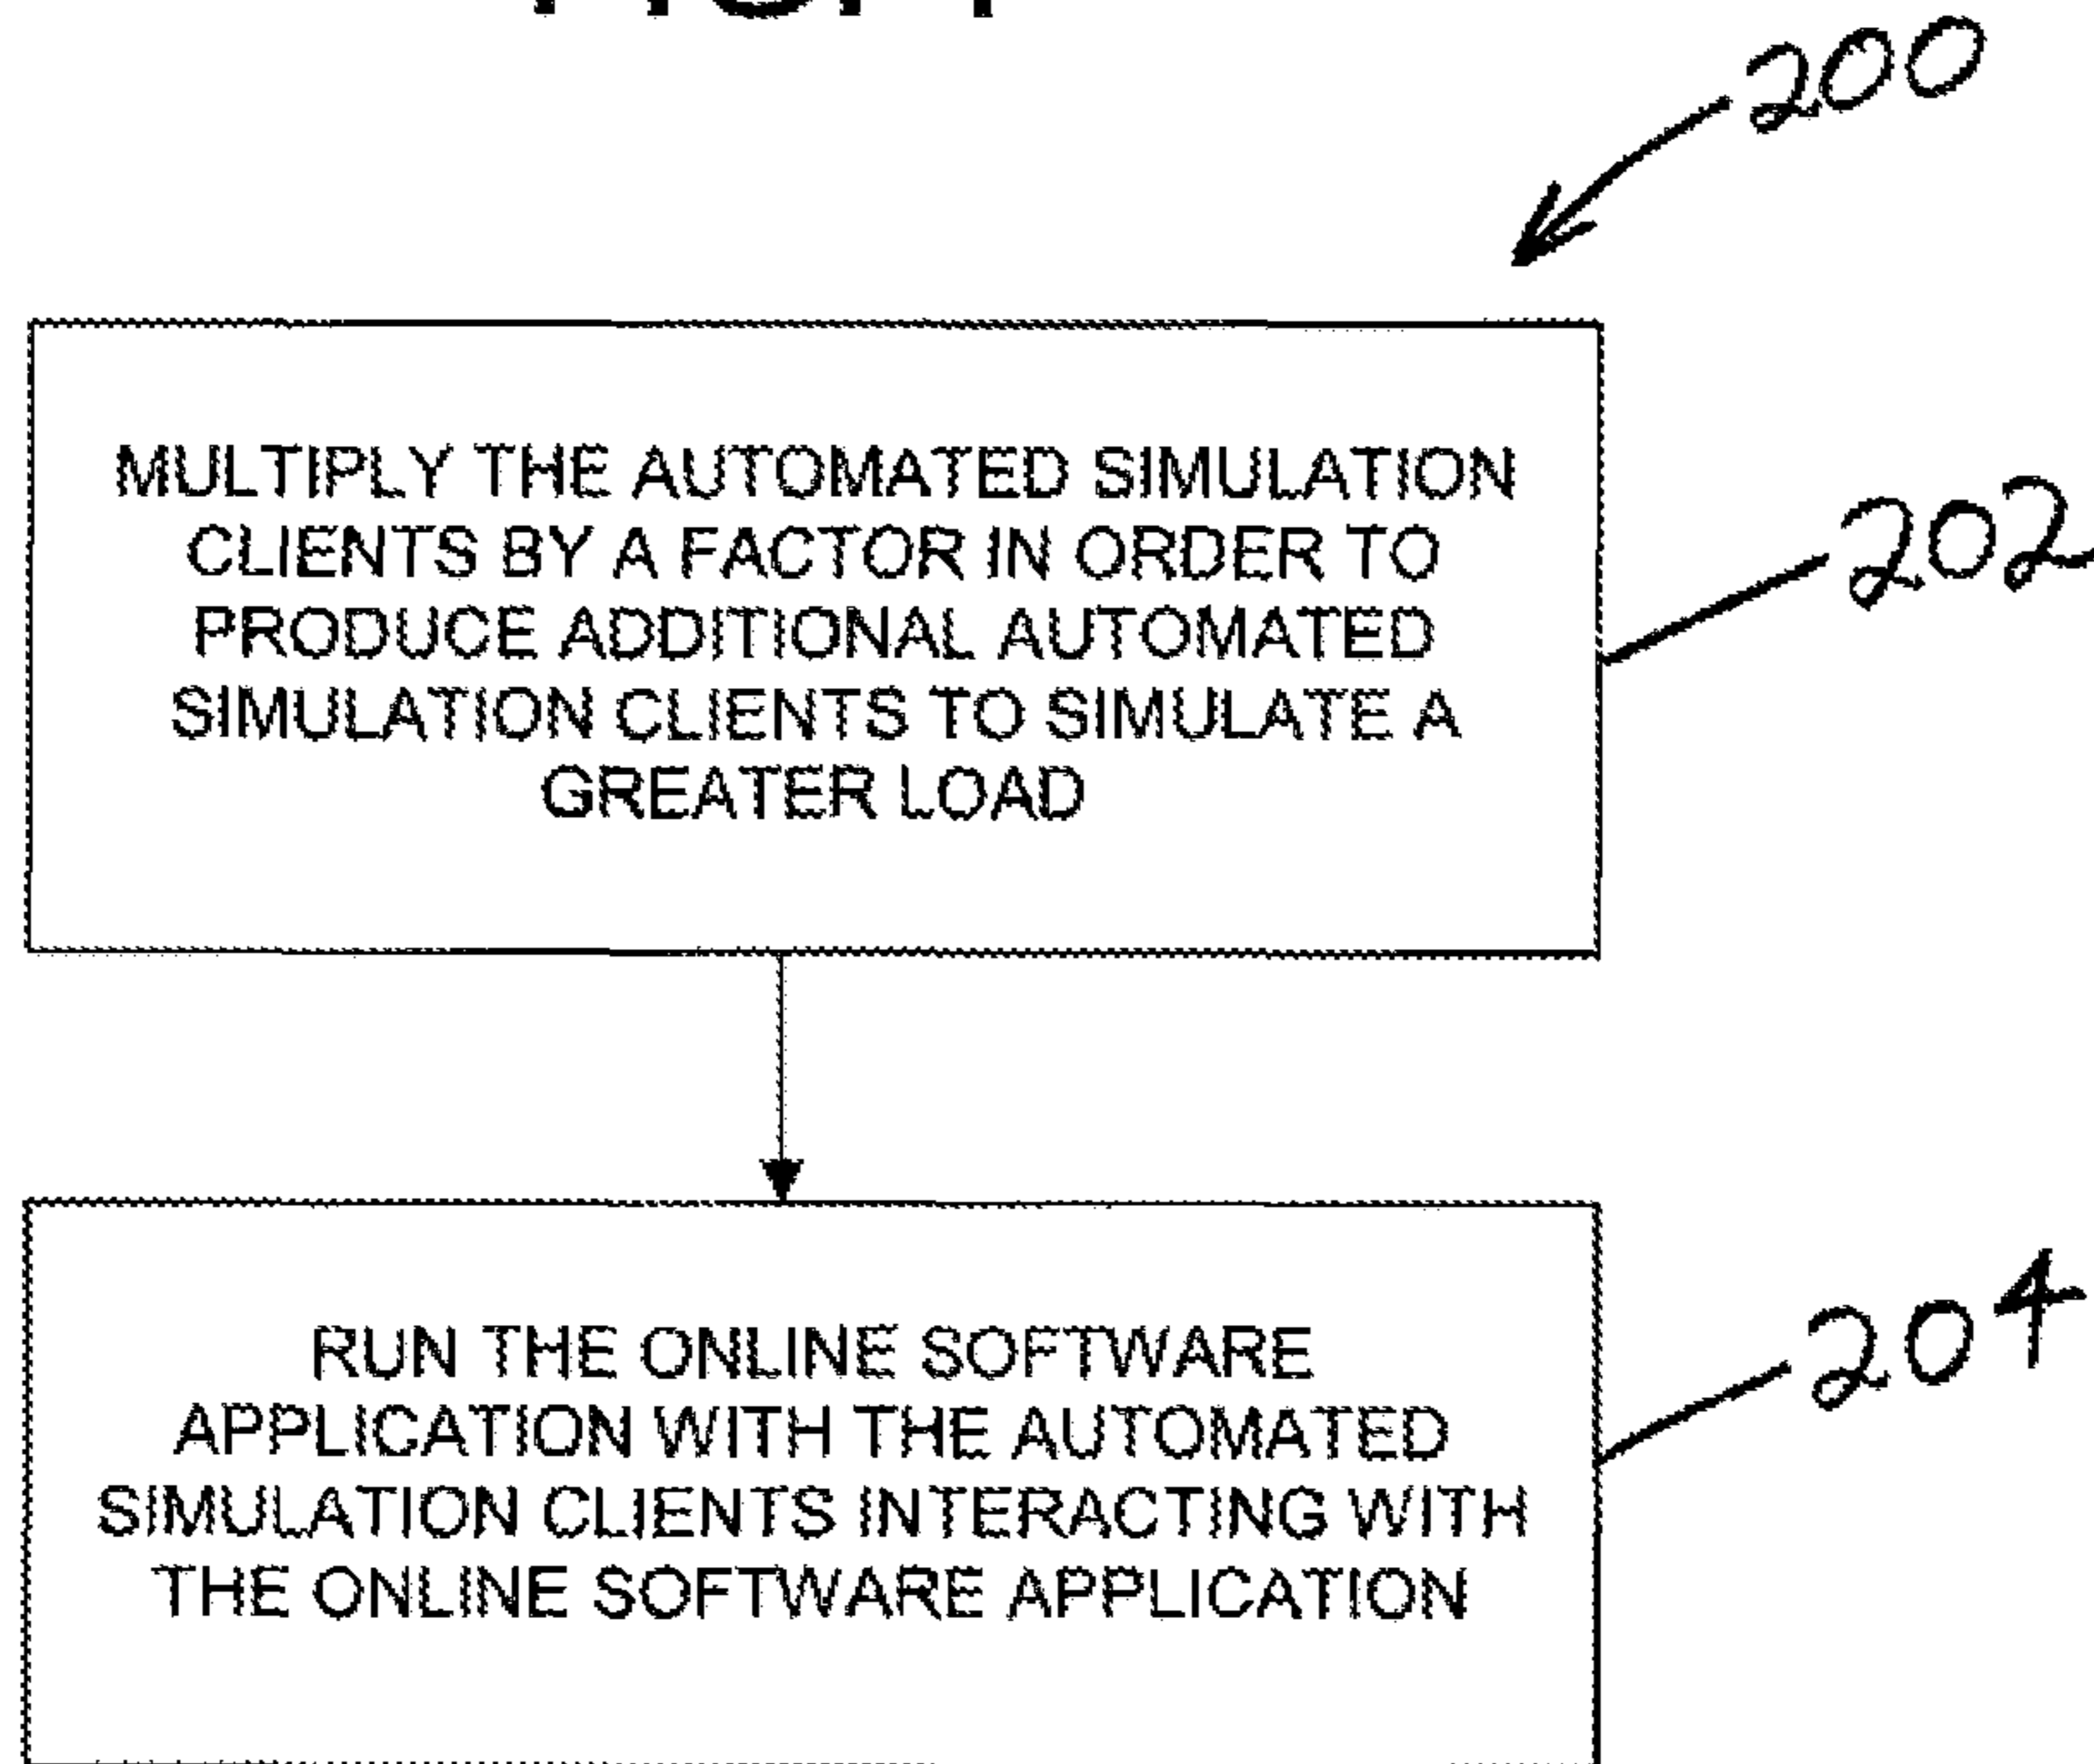 200
MULTIPLY THE AUTOMATED SIMULATION
CLIENTS BY A FACTOR IN ORDER TO
PRODUCE ADDITIONAL AUTOMATED
SIMULATION CLIENTS TO SIMULATE A
GREATER LOAD
202
RUN THE ONLINE SOFTWARE
APPLICATION WITH THE AUTOMATED
SIMULATION CLIENTS INTERACTING WITH
THE ONLINE SOFTWARE APPLICATION
204